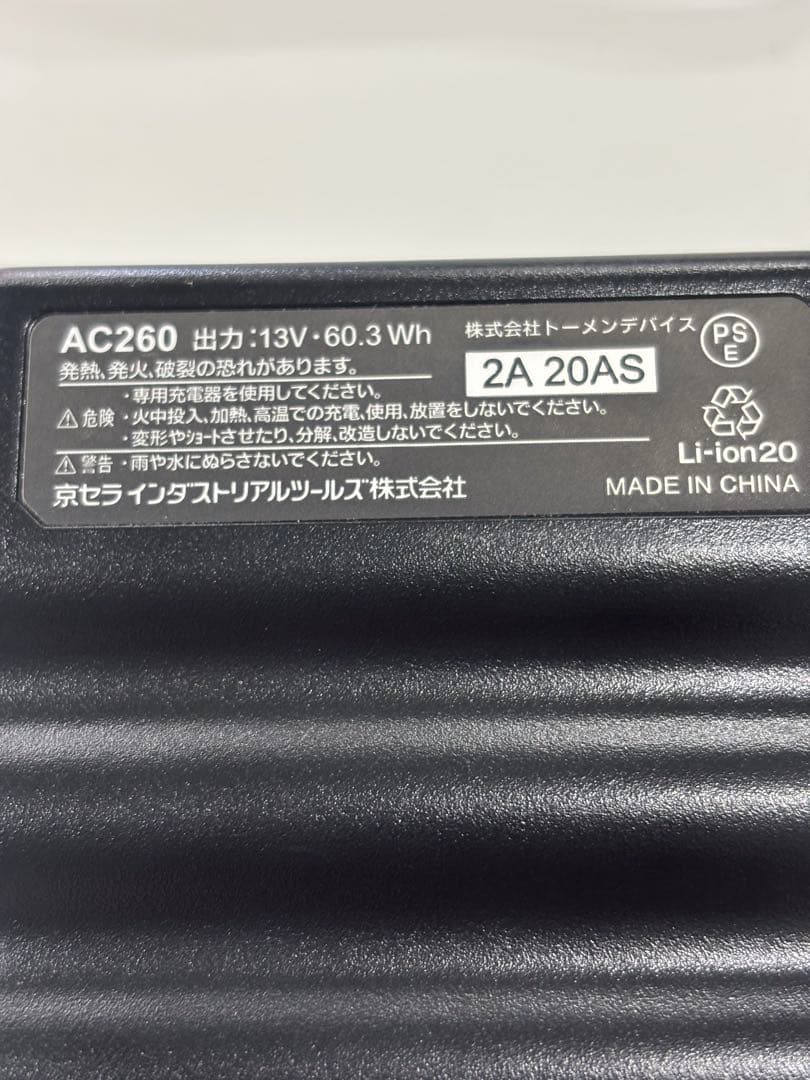 AC260 出力:13V・60.3 Wh
株式会社トーメンデバイス
PS
E
発熱、発火、破裂の恐れがあります。
2A 20AS
・専用充電器を使用してください。
⚠危険 ・火中投入、加熱、高温での充電、使用、放置をしないでください。
・変形やショートさせたり、分解、改造しないでください。
Li-ion20
⚠警告 ・雨や水にぬらさないでください。
京セラ インダストリアルツールズ株式会社
MADE IN CHINA